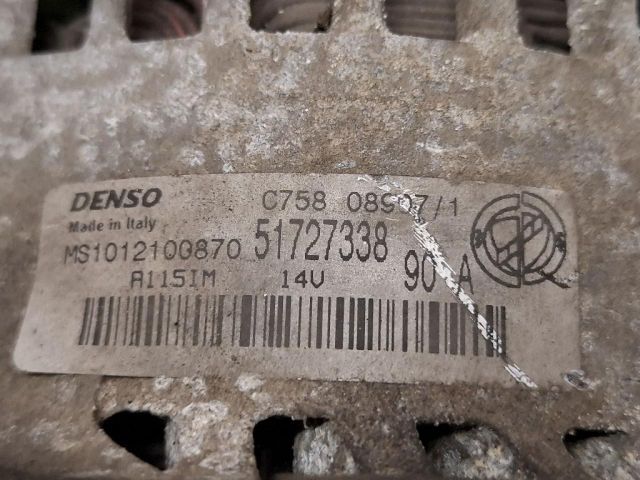 DENSO C758 08907/1
Made in Italy
MS1012100870 51727338 90 A
A115IM 14V